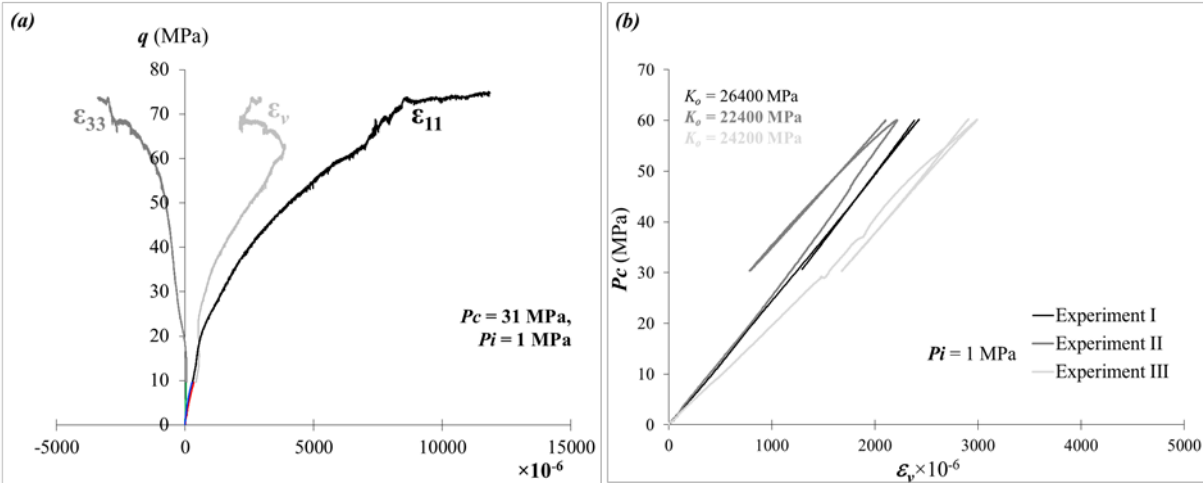 (a)
q (MPa)
80
70
60
50
40
30
20
10
0
ε33
εv
ε11
Pc = 31 MPa,
Pi = 1 MPa
-5000 0 5000 10000 15000
×10-6
(b)
70
60
50
40
30
20
10
0
Pc (MPa)
Ko = 26400 MPa
Ko = 22400 MPa
Ko = 24200 MPa
Pi = 1 MPa
Experiment I
Experiment II
Experiment III
0 1000 2000 3000 4000 5000
εv×10-6